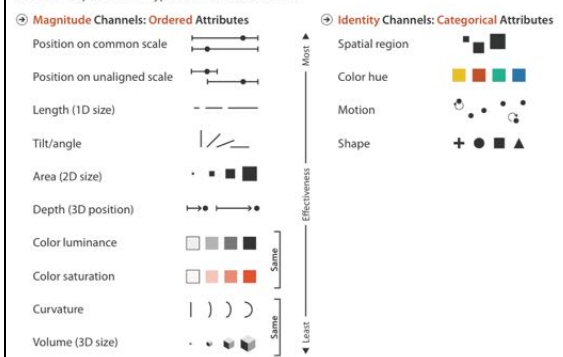 Magnitude Channels: Ordered Attributes
Position on common scale
Position on unaligned scale
Length (1D size)
Tilt/angle
Area (2D size)
Depth (3D position)
Color luminance
Color saturation
Curvature
Volume (3D size)
Same
Same
Most
Effectiveness
Least
Identity Channels: Categorical Attributes
Spatial region
Color hue
Motion
Shape